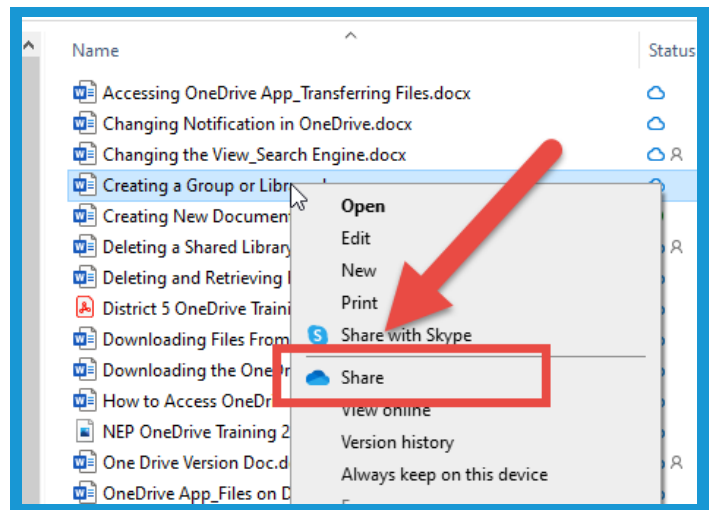 Name Status
Accessing OneDrive App_Transferring Files.docx
Changing Notification in OneDrive.docx
Changing the View_Search Engine.docx
Creating a Group or
Creating New Documen
Deleting a Shared Library
Deleting and Retrieving
District 5 OneDrive Traini
Downloading Files From
Downloading the OneDr
How to Access OneDr
NEP OneDrive Training 2
One Drive Version Doc.d
OneDrive App_Files on D
Open
Edit
New
Print
Share with Skype
Share
View online
Version history
Always keep on this device